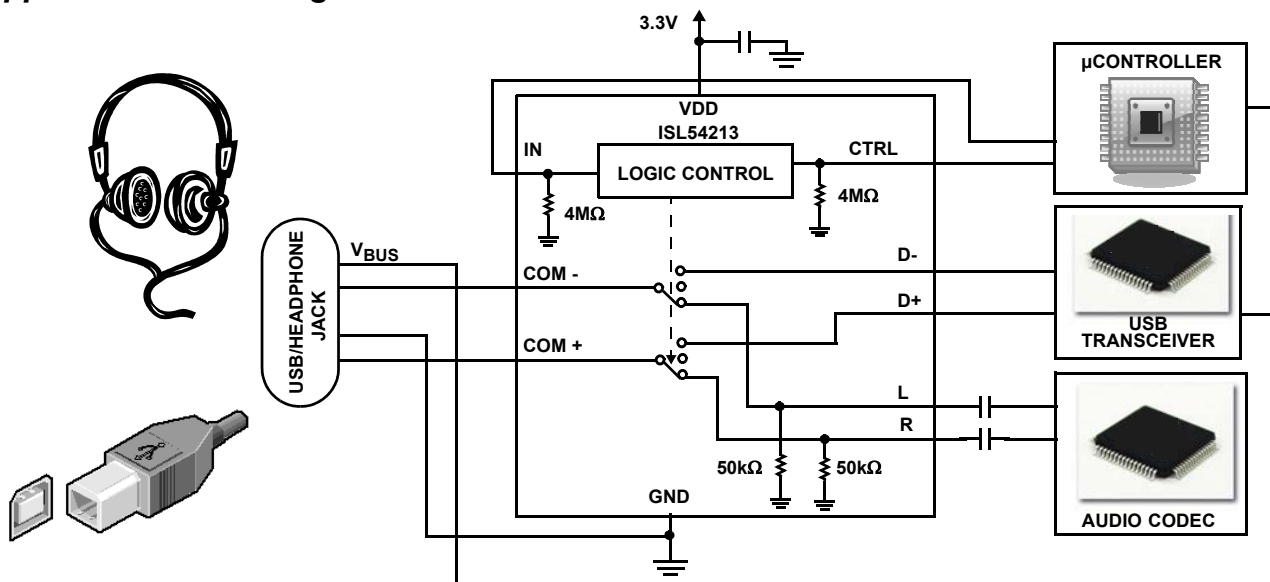 3.3V
µCONTROLLER
VDD
ISL54213
IN
LOGIC CONTROL
CTRL
4MΩ
4MΩ
USB/HEADPHONE
JACK
VBUS
COM -
D-
D+
COM +
USB
TRANSCEIVER
L
R
50kΩ
50kΩ
GND
AUDIO CODEC